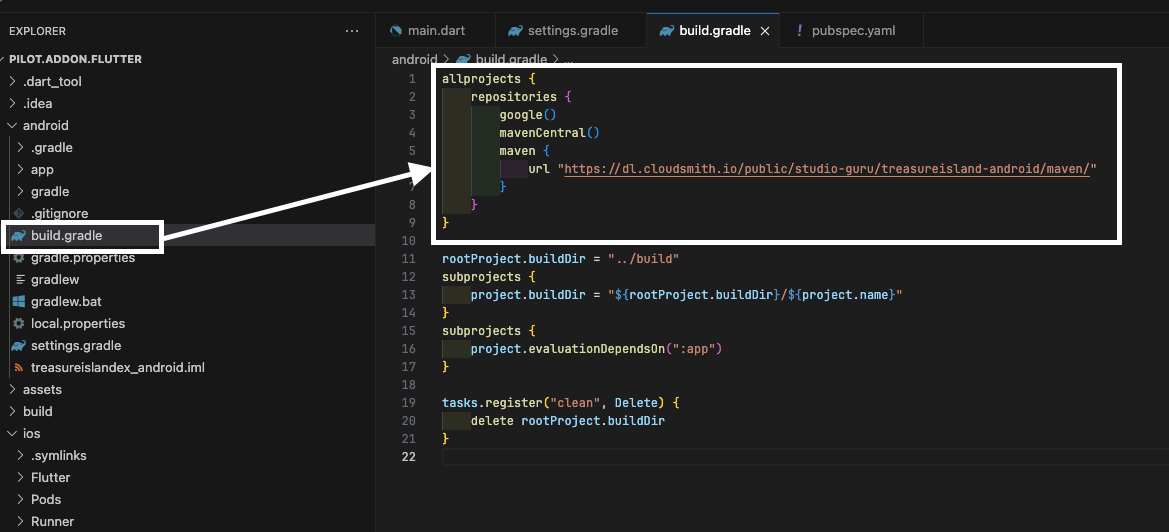 EXPLORER
...
PILOT.ADDON.FLUTTER
.dart_tool
.idea
android
.gradle
app
gradle
.gitignore
build.gradle
gradle.properties
gradlew
gradlew.bat
local.properties
settings.gradle
treasureislandex_android.iml
assets
build
ios
.symlinks
Flutter
Pods
Runner
main.dart
settings.gradle
build.gradle
! pubspec.yaml
android > build.gradle > ...
1 allprojects {
2 repositories {
3 google()
4 mavenCentral()
5 maven {
6 url "https://dl.cloudsmith.io/public/studio-guru/treasureisland-android/maven/"
7 }
8 }
9 }
10
11 rootProject.buildDir = "../build"
12 subprojects {
13 project.buildDir = "${rootProject.buildDir}/${project.name}"
14 }
15 subprojects {
16 project.evaluationDependsOn(":app")
17 }
18
19 tasks.register("clean", Delete) {
20 delete rootProject.buildDir
21 }
22